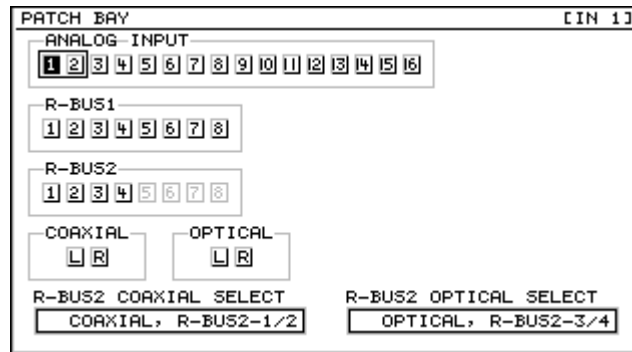 PATCH BAY [IN 1]
ANALOG INPUT
1 2 3 4 5 6 7 8 9 10 11 12 13 14 15 16
R-BUS1
1 2 3 4 5 6 7 8
R-BUS2
1 2 3 4 5 6 7 8
COAXIAL OPTICAL
L R L R
R-BUS2 COAXIAL SELECT R-BUS2 OPTICAL SELECT
COAXIAL, R-BUS2-1/2 OPTICAL, R-BUS2-3/4